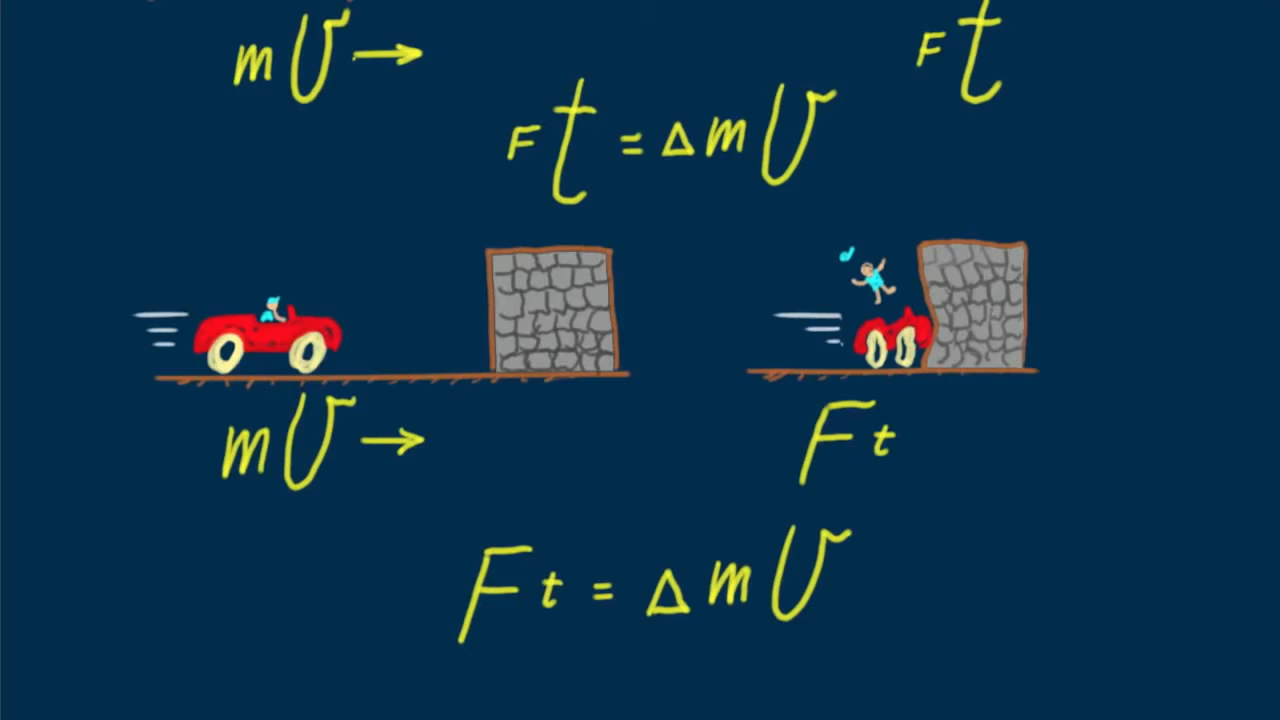 mv→ Ft
Ft = Δmv
mv→ Ft
Ft = Δmv